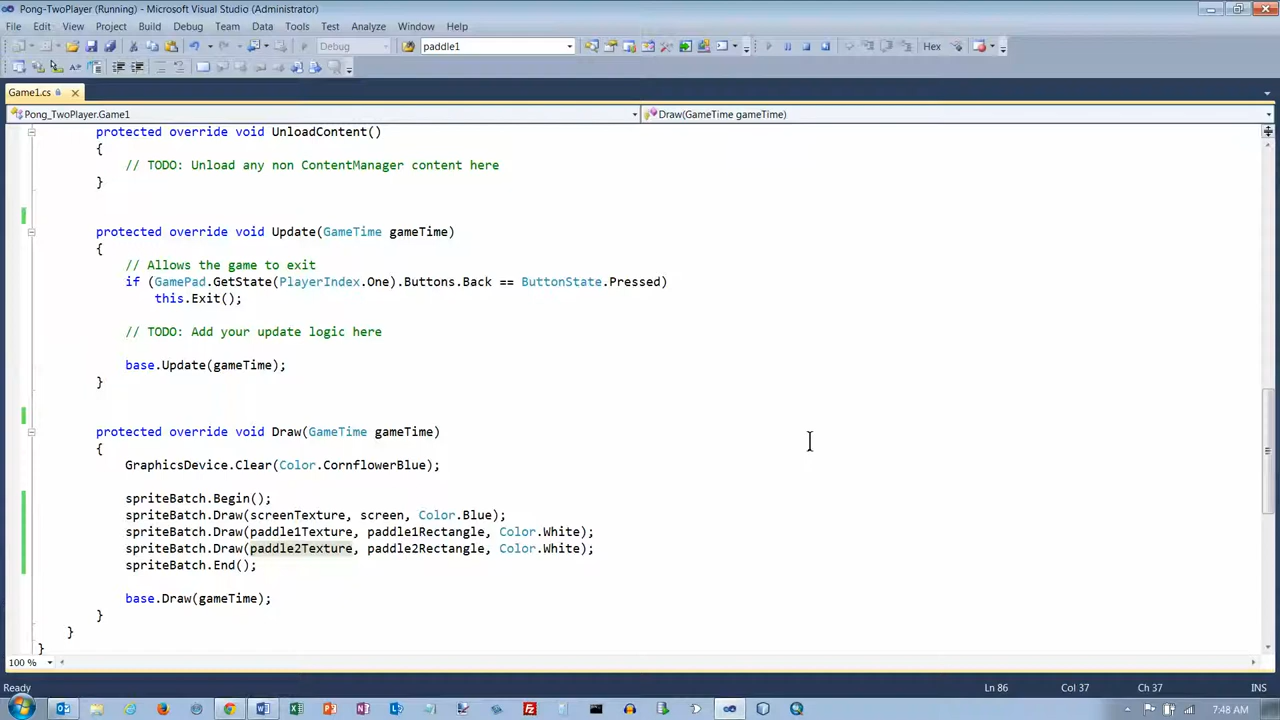 Pong-TwoPlayer (Running) - Microsoft Visual Studio (Administrator)
File Edit View Project Build Debug Team Data Tools Test Analyze Window Help
Debug paddle1 Hex
Game1.cs
Pong_TwoPlayer.Game1 Draw(GameTime gameTime)
protected override void UnloadContent()
{
// TODO: Unload any non ContentManager content here
}
protected override void Update(GameTime gameTime)
{
// Allows the game to exit
if (GamePad.GetState(PlayerIndex.One).Buttons.Back == ButtonState.Pressed)
this.Exit();
// TODO: Add your update logic here
base.Update(gameTime);
}
protected override void Draw(GameTime gameTime)
{
GraphicsDevice.Clear(Color.CornflowerBlue);
spriteBatch.Begin();
spriteBatch.Draw(screenTexture, screen, Color.Blue);
spriteBatch.Draw(paddle1Texture, paddle1Rectangle, Color.White);
spriteBatch.Draw(paddle2Texture, paddle2Rectangle, Color.White);
spriteBatch.End();
base.Draw(gameTime);
}
}
}
100 %
Ready Ln 86 Col 37 Ch 37 INS
7:48 AM